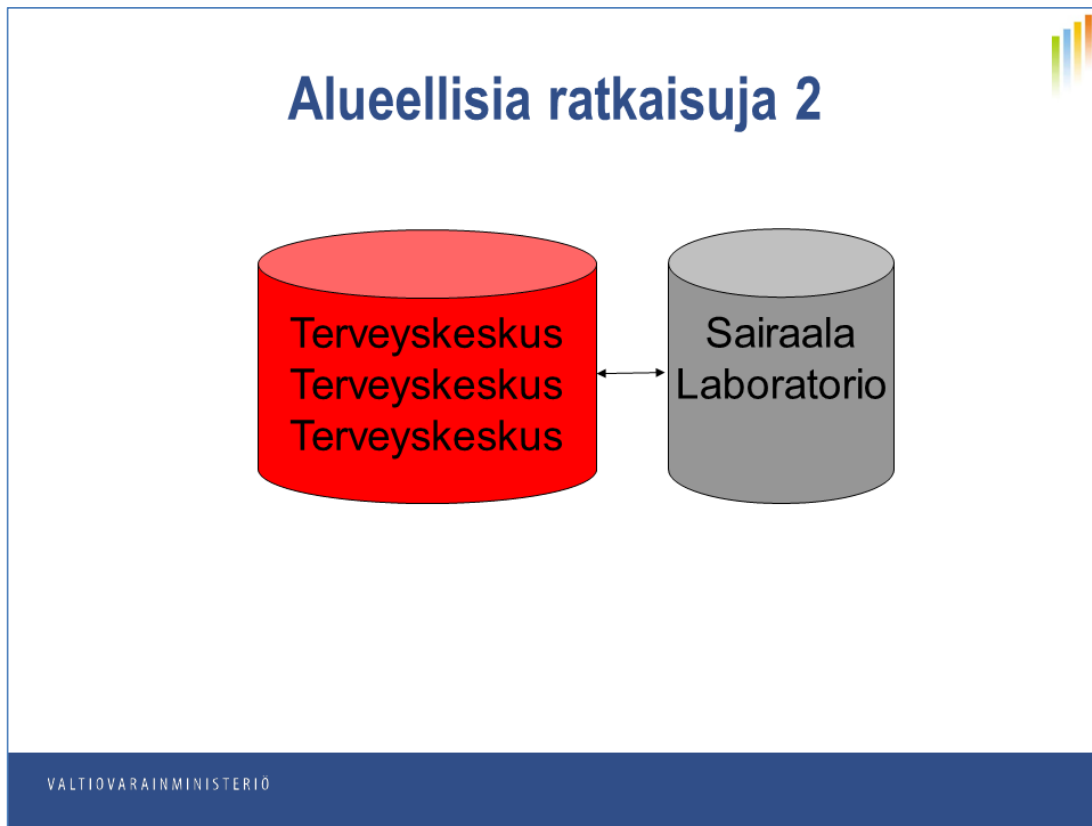 Alueellisia ratkaisuja 2
Terveyskeskus
Terveyskeskus
Terveyskeskus
Sairaala
Laboratorio
VALTIOVARAINMINISTERIÖ